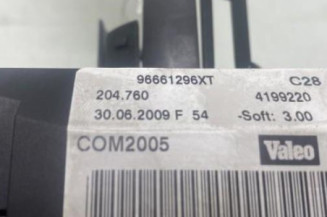 96661296XT C28
204.760 4199220
30.06.2009 F 54 -Soft: 3.00
COM2005 Valeo